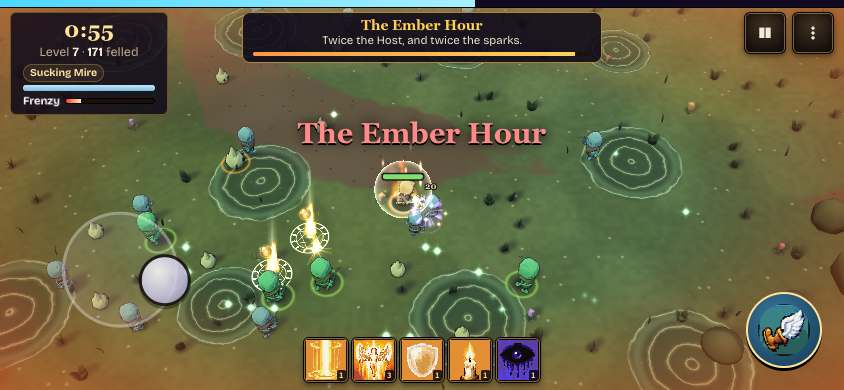 0:55
Level 7 · 171 felled
Sucking Mire
Frenzy
The Ember Hour
Twice the Host, and twice the sparks.
The Ember Hour
20
1
3
1
1
1